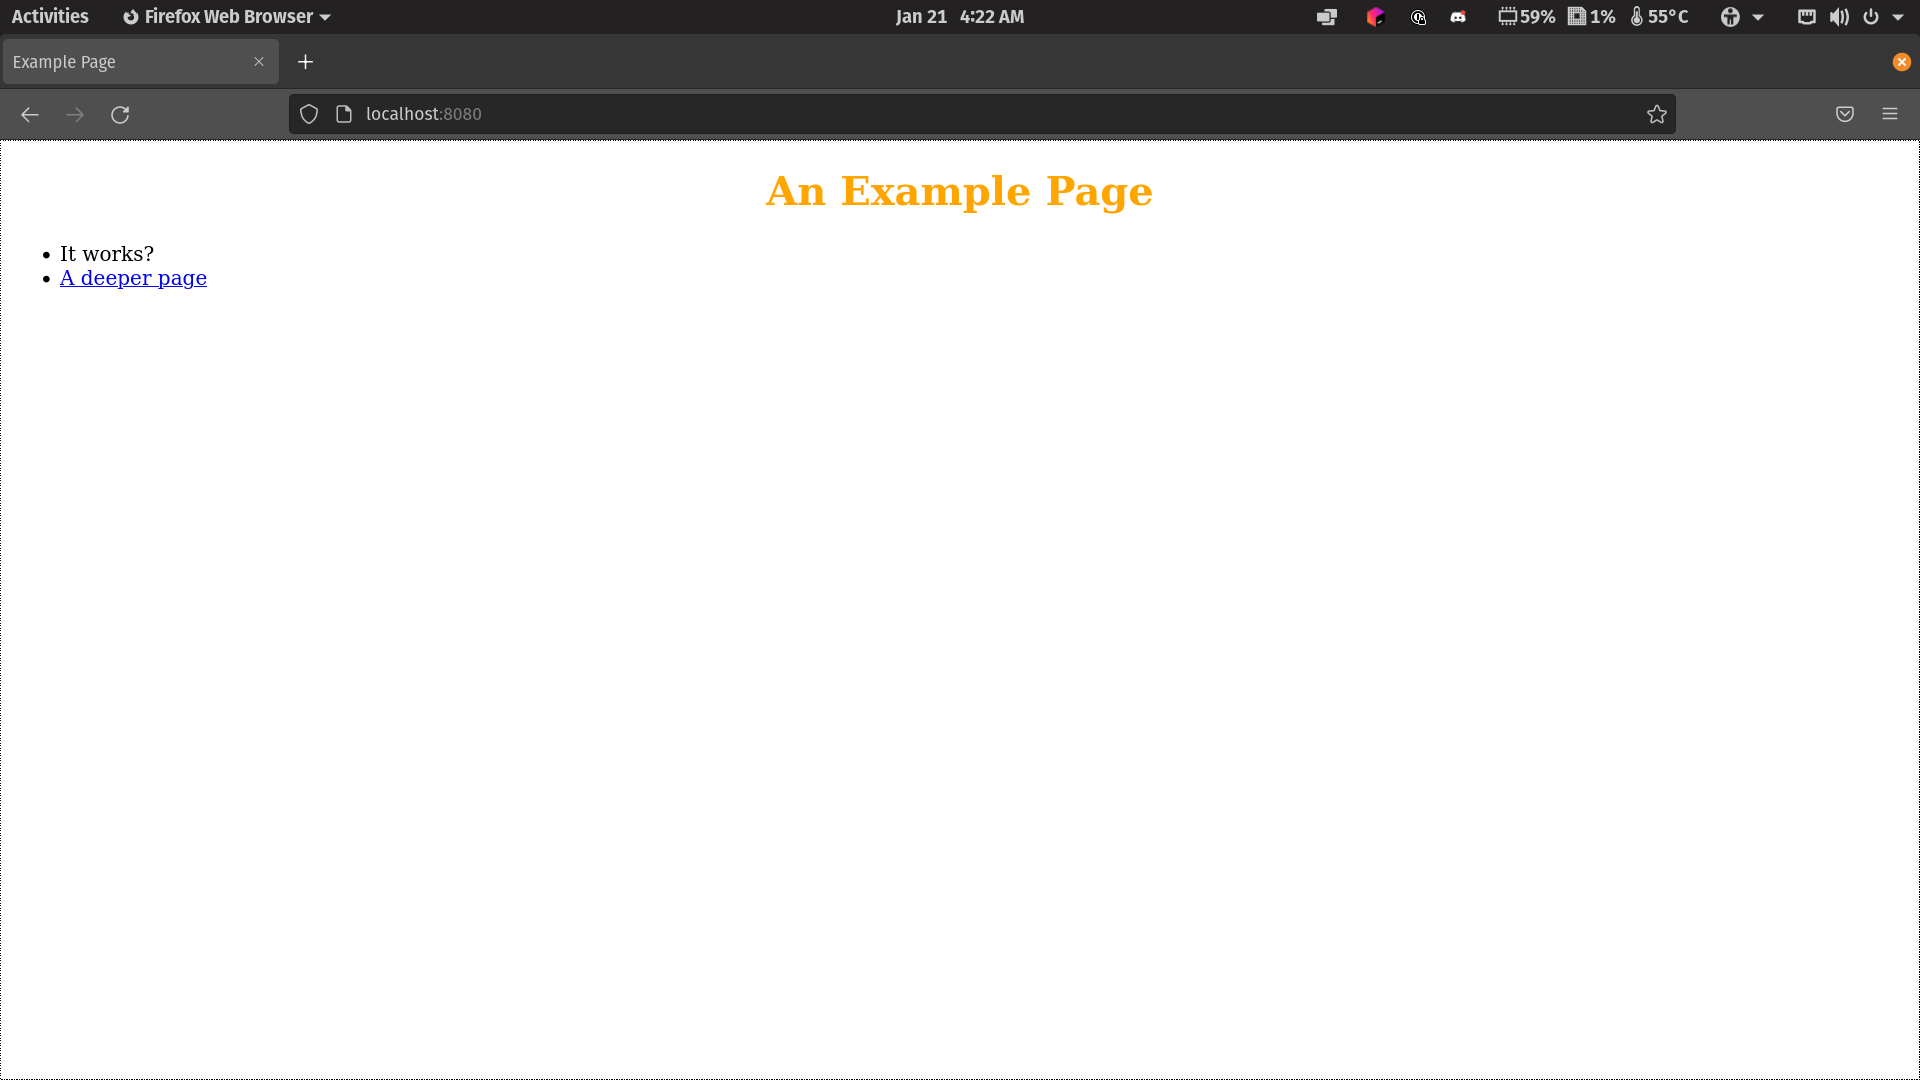 Activities Firefox Web Browser Jan 21 4:22 AM 59% 1% 55°C
Example Page
localhost:8080
An Example Page
It works?
A deeper page